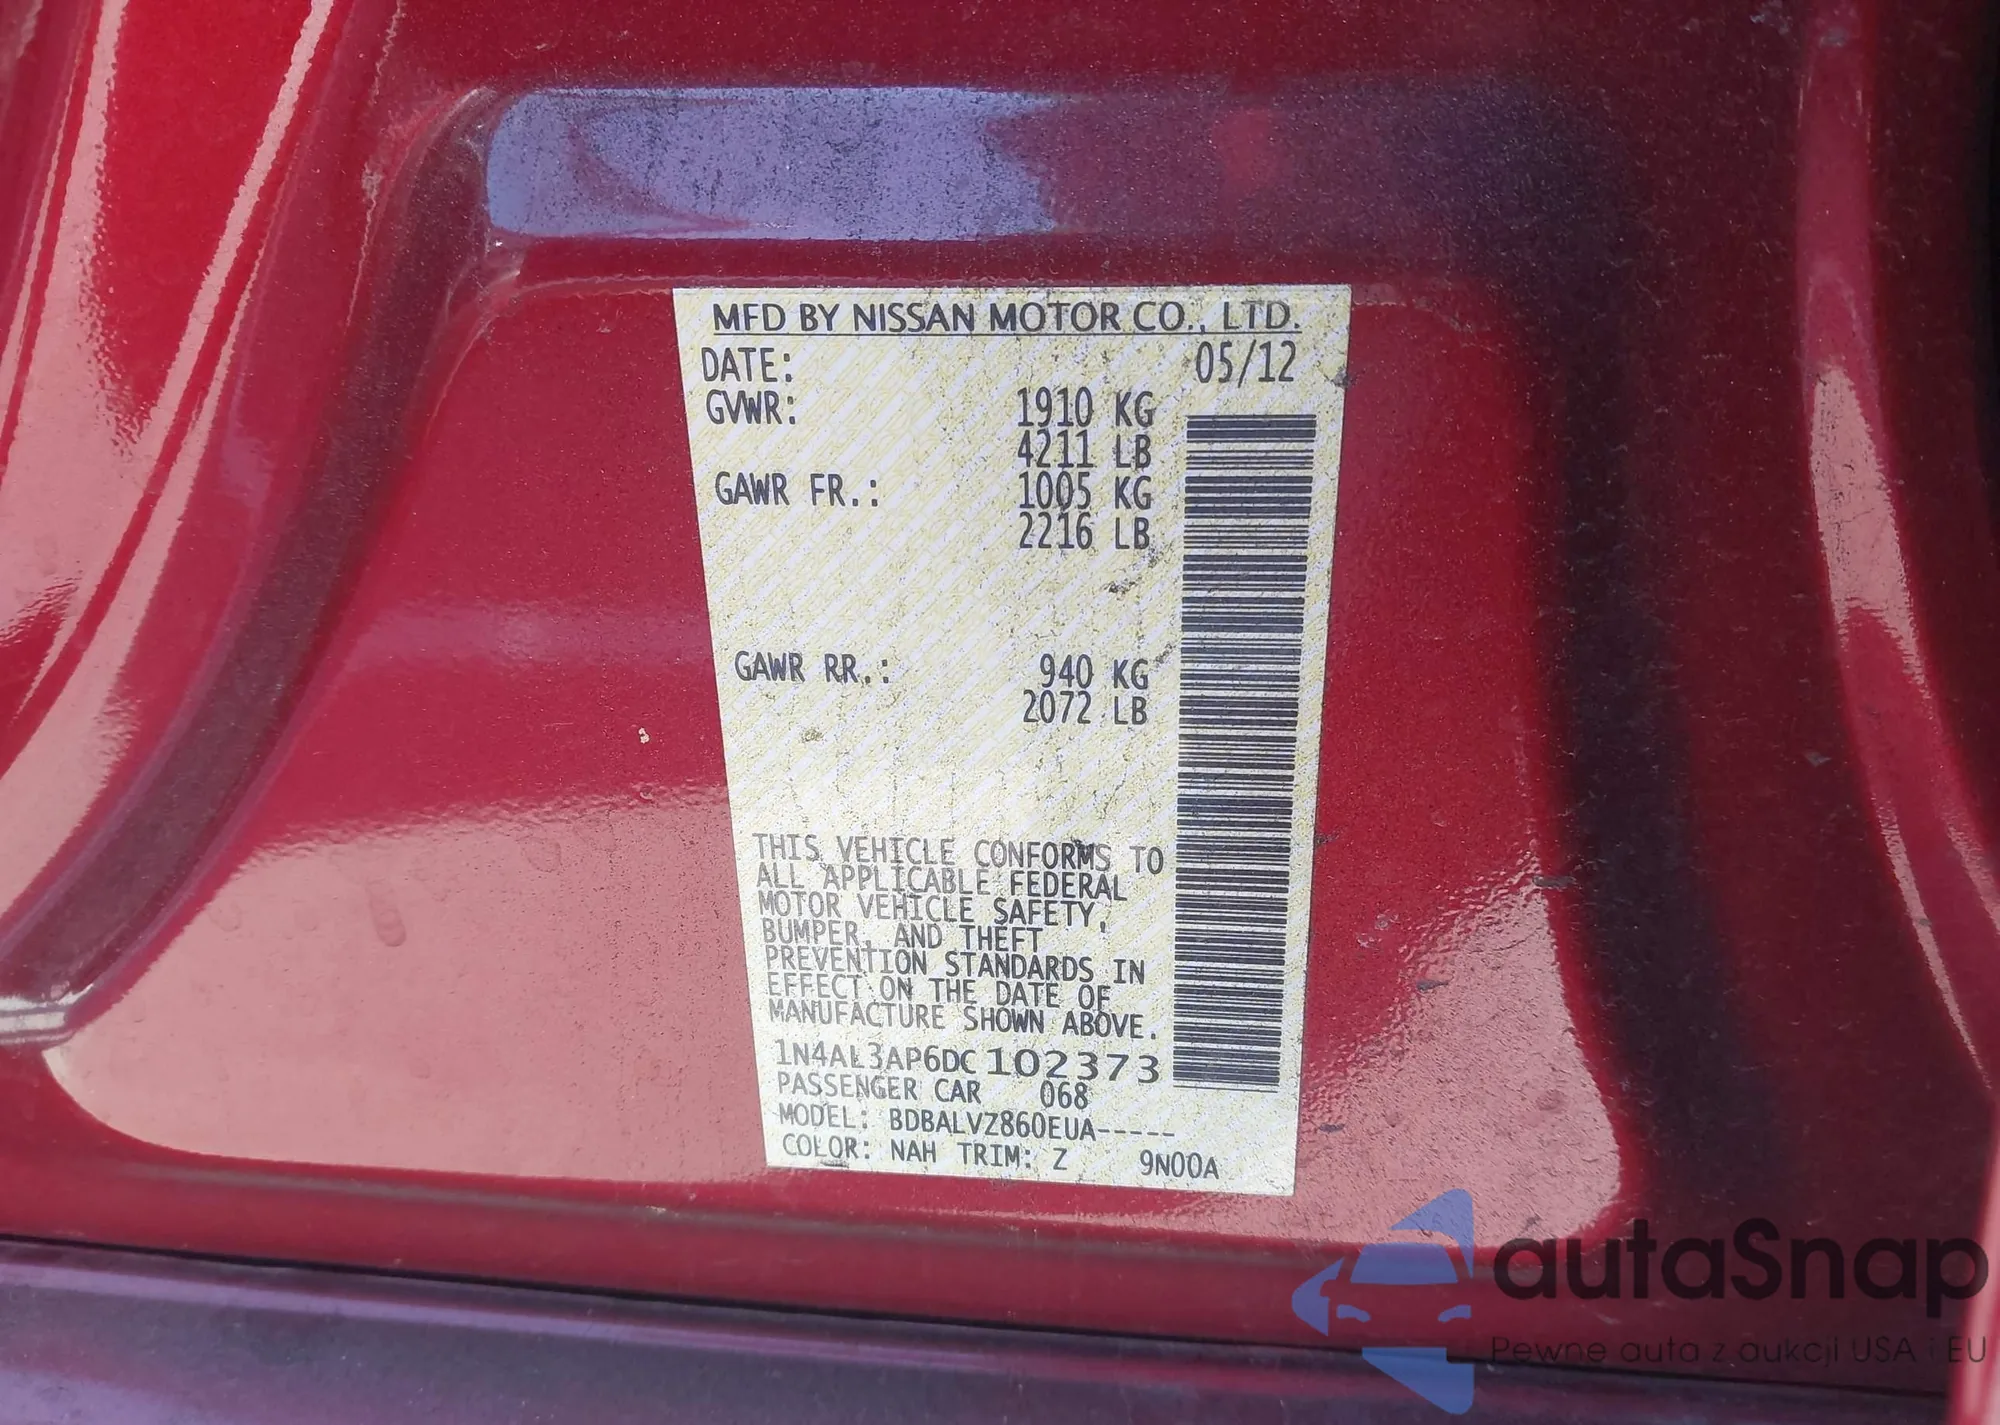 MFD BY NISSAN MOTOR CO., LTD.
DATE: 05/12
GVWR: 1910 KG
4211 LB
GAWR FR.: 1005 KG
2216 LB
GAWR RR.: 940 KG
2072 LB
THIS VEHICLE CONFORMS TO
ALL APPLICABLE FEDERAL
MOTOR VEHICLE SAFETY,
BUMPER, AND THEFT
PREVENTION STANDARDS IN
EFFECT ON THE DATE OF
MANUFACTURE SHOWN ABOVE.
1N4AL3AP6DC102373
PASSENGER CAR 068
MODEL: BDBALVZ860EUA-----
COLOR: NAH TRIM: Z 9N00A
autaSnap
Pewne auta z aukcji USA i EU